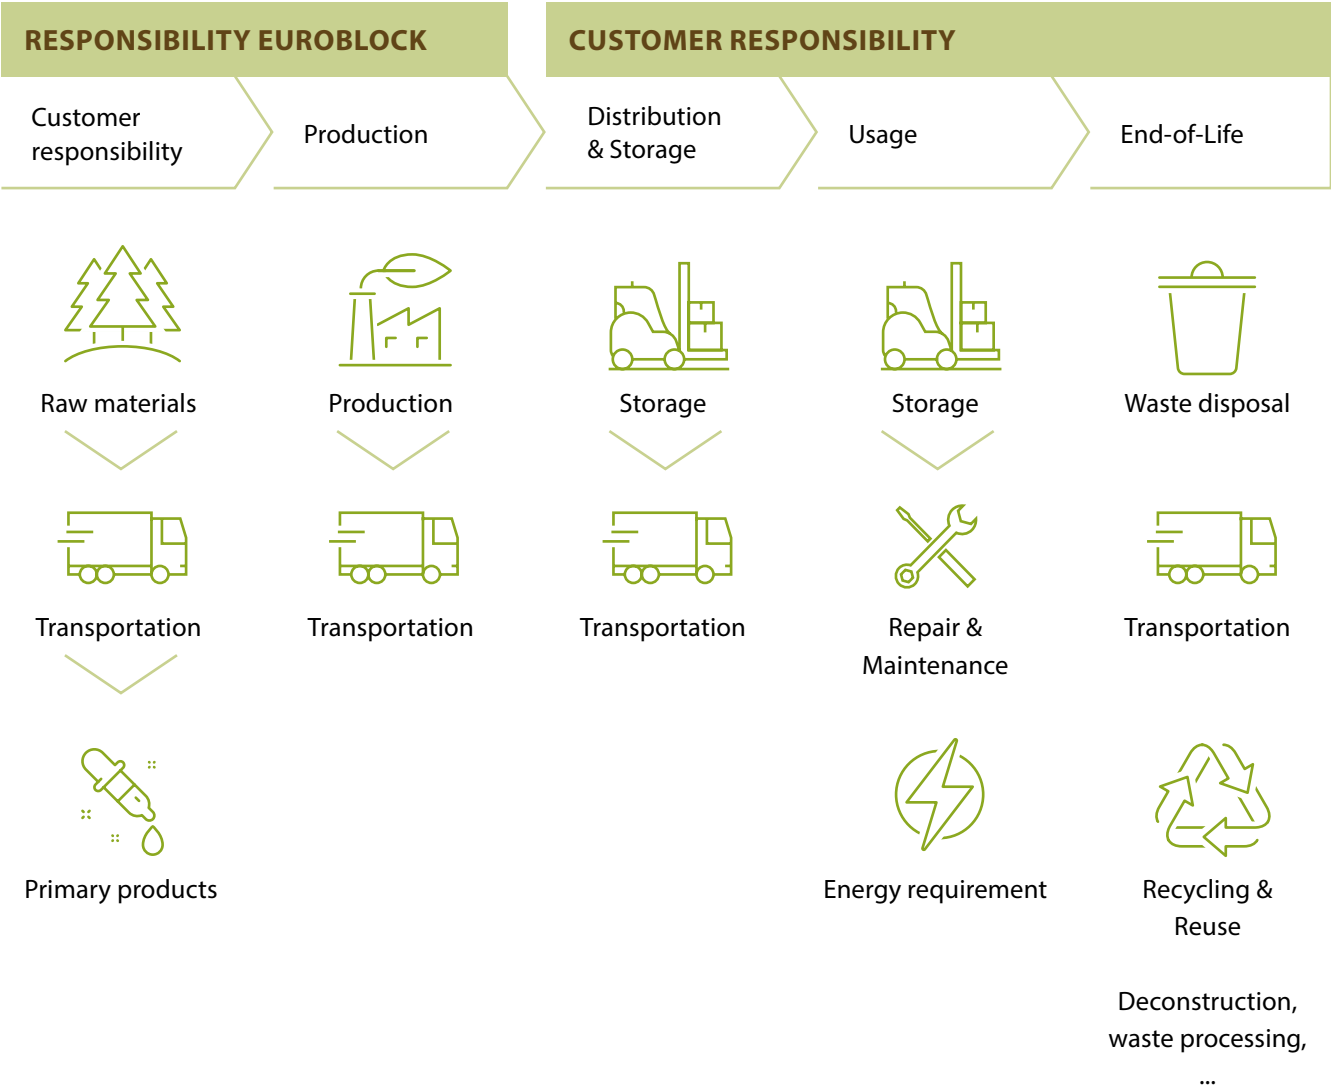 RESPONSIBILITY EUROBLOCK
CUSTOMER RESPONSIBILITY
Customer
responsibility
Production
Distribution
& Storage
Usage
End-of-Life
Raw materials
Production
Storage
Storage
Waste disposal
Transportation
Transportation
Transportation
Repair &
Maintenance
Transportation
Primary products
Energy requirement
Recycling &
Reuse
Deconstruction,
waste processing,
...